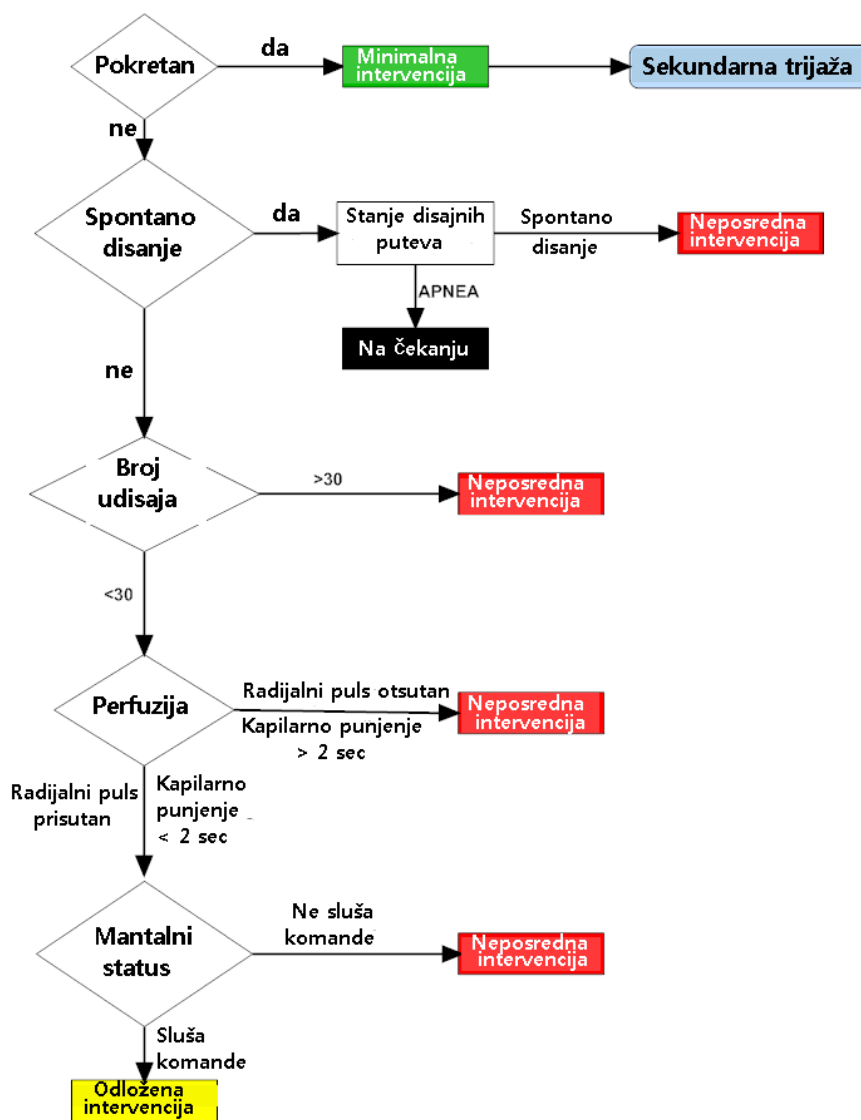 Pokretan
da
Minimalna
intervencija
Sekundarna trijaža
ne
Spontano
disanje
da
Stanje disajnih
puteva
Spontano
disanje
Neposredna
intervencija
APNEA
Na čekanju
ne
Broj
udisaja
>30
Neposredna
intervencija
<30
Perfuzija
Radijalni puls otsutan
Kapilarno punjenje
> 2 sec
Neposredna
intervencija
Radijalni puls
prisutan
Kapilarno
punjenje
< 2 sec
Mantalni
status
Ne sluša
komande
Neposredna
intervencija
Sluša
komande
Odložena
intervencija